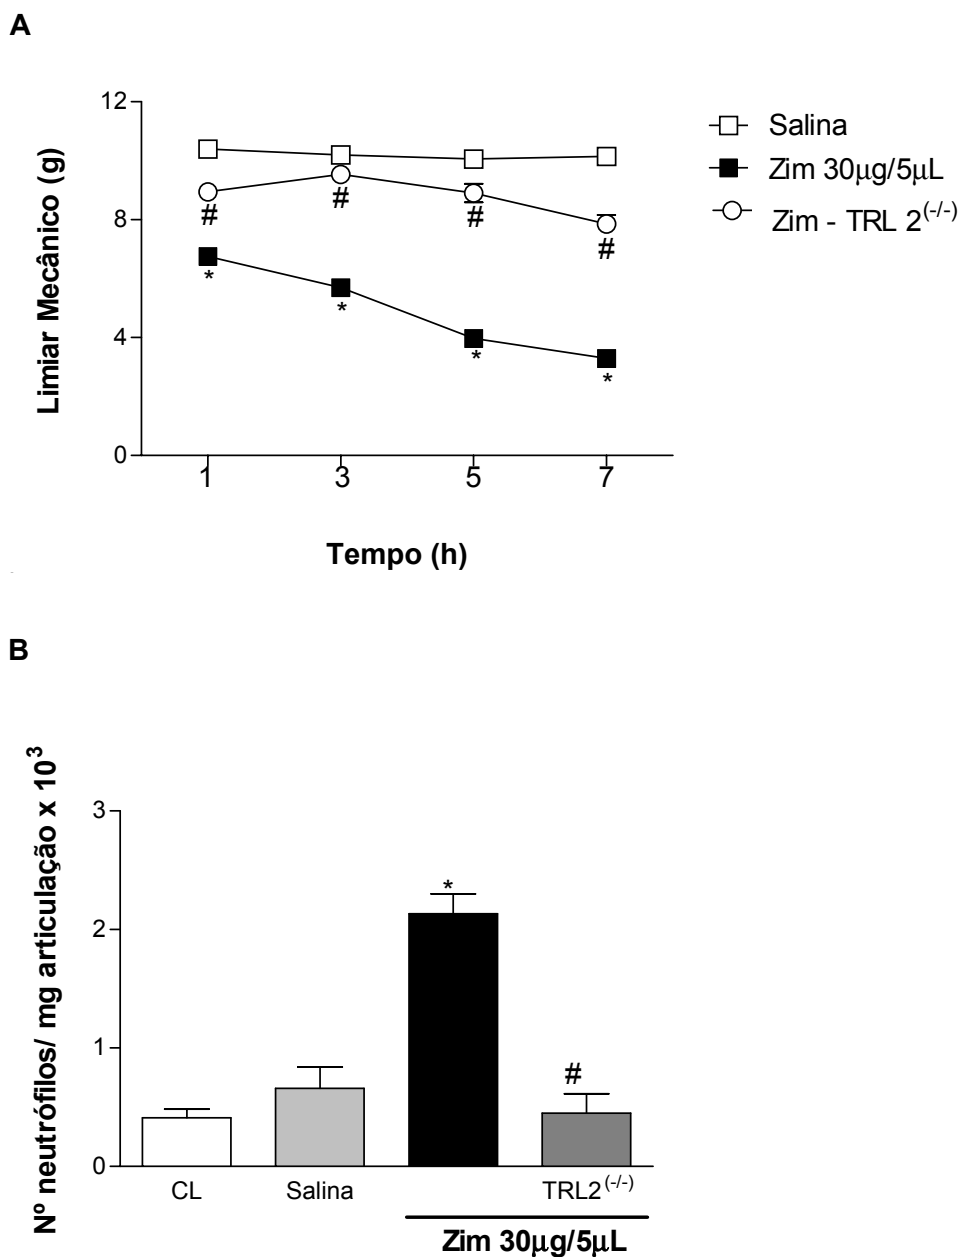 A
12
8
4
0
Limiar Mecânico (g)
# # # #
* * * *
1 3 5 7
Tempo (h)
Salina
Zim 30μg/5μL
Zim - TRL 2(-/-)
B
Nº neutrófilos/ mg articulação x 10³
3
2
1
0
*
#
CL Salina TRL2(-/-)
Zim 30μg/5μL